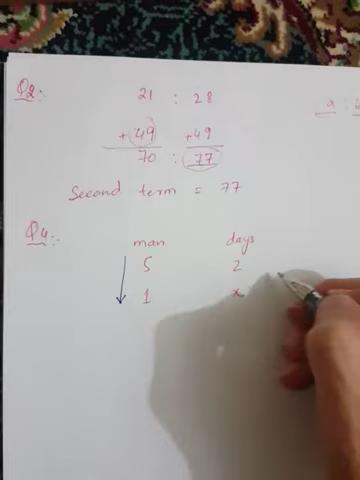 Q2:
21 : 28
+49 +49
70 : 77
Second term = 77
Q4:-
man days
5 2
1 x
a :